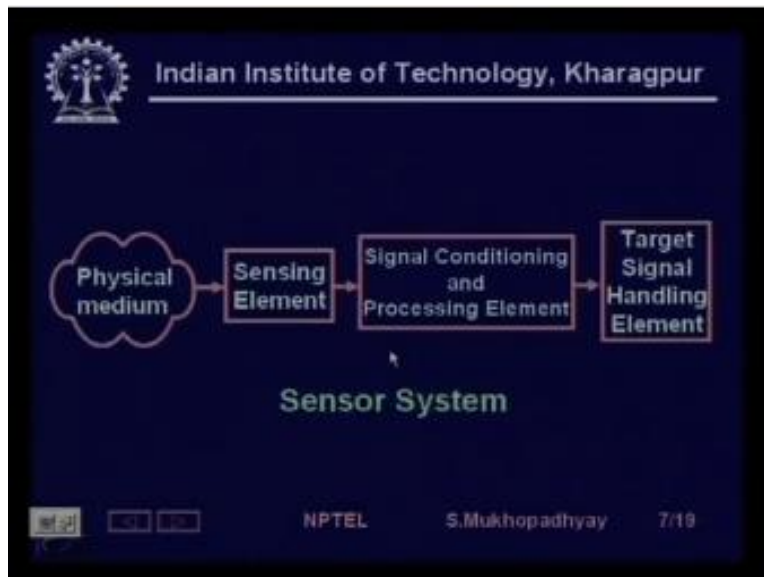 Indian Institute of Technology, Kharagpur
Physical
medium
Sensing
Element
Signal Conditioning
and
Processing Element
Target
Signal
Handling
Element
Sensor System
NPTEL S.Mukhopadhyay 7/19